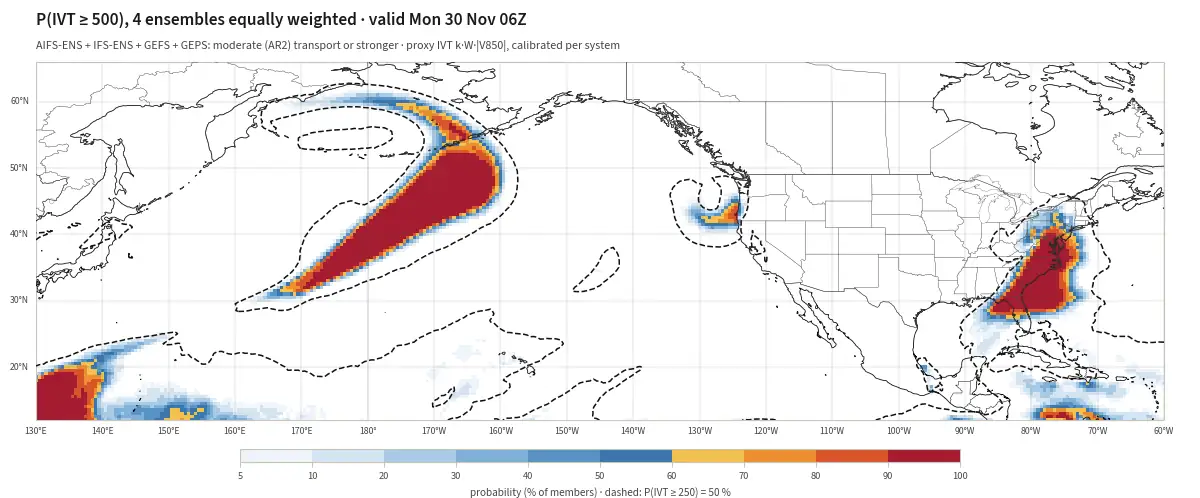 P(IVT ≥ 500), 4 ensembles equally weighted · valid Mon 30 Nov 06Z
AIFS-ENS + IFS-ENS + GEFS + GEPS: moderate (AR2) transport or stronger · proxy IVT k·W·|V850|, calibrated per system
60°N
50°N
40°N
30°N
20°N
130°E 140°E 150°E 160°E 170°E 180° 170°W 160°W 150°W 140°W 130°W 120°W 110°W 100°W 90°W 80°W 70°W 60°W
5 10 20 30 40 50 60 70 80 90 100
probability (% of members) · dashed: P(IVT ≥ 250) = 50 %